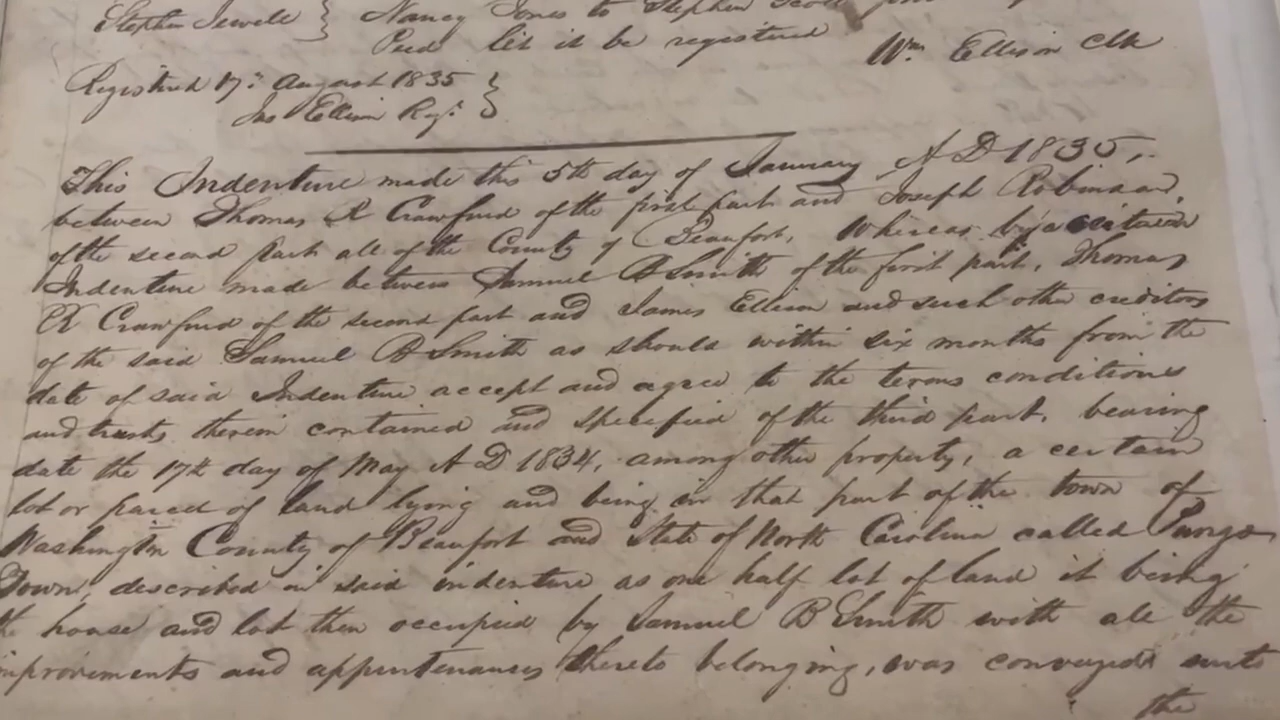 Stephen Jewell } Nancy Jones to Stephen
Deed let it be registered
Wm Ellison Clk
Registered 17th August 1835 }
Jas Ellison Regr
This Indenture made this 5th day of January A D 1835,
between Thomas R Crawford of the first part and Joseph Robinson
of the second part all of the County of Beaufort, Whereas by a certain
Indenture made between Samuel B Smith of the first part, Thomas
R Crawford of the second part and James Ellison and such other creditors
of the said Samuel B Smith as should within six months from the
date of said Indenture accept and agree to the terms conditions
and trusts therein contained and specified of the third part, bearing
date the 17th day of May A D 1834, among other property, a certain
lot or parcel of land lying and being in that part of the town of
Washington County of Beaufort and State of North Carolina called Pungo
Town, described in said indenture as one half lot of land it being
the house and lot then occupied by Samuel B Smith with all the
improvements and appurtenances thereto belonging, was conveyed unto
the